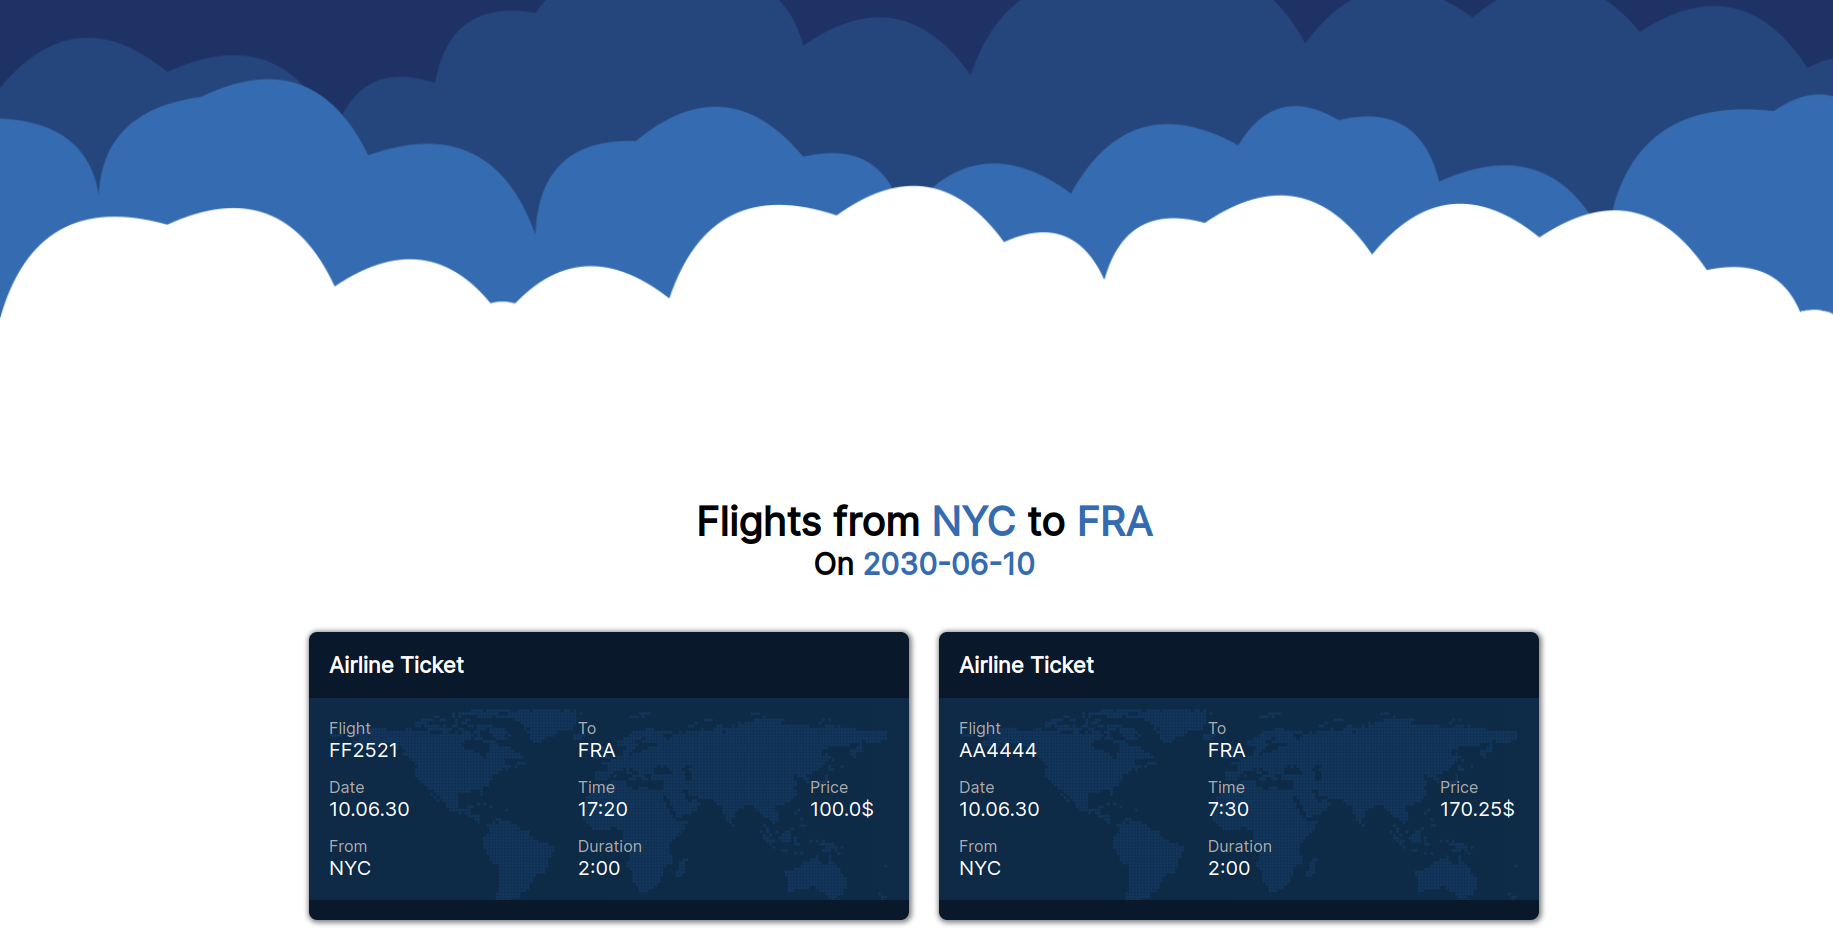 Flights from NYC to FRA
On 2030-06-10
Airline Ticket
Flight
FF2521
To
FRA
Date
10.06.30
Time
17:20
Price
100.0$
From
NYC
Duration
2:00
Airline Ticket
Flight
AA4444
To
FRA
Date
10.06.30
Time
7:30
Price
170.25$
From
NYC
Duration
2:00